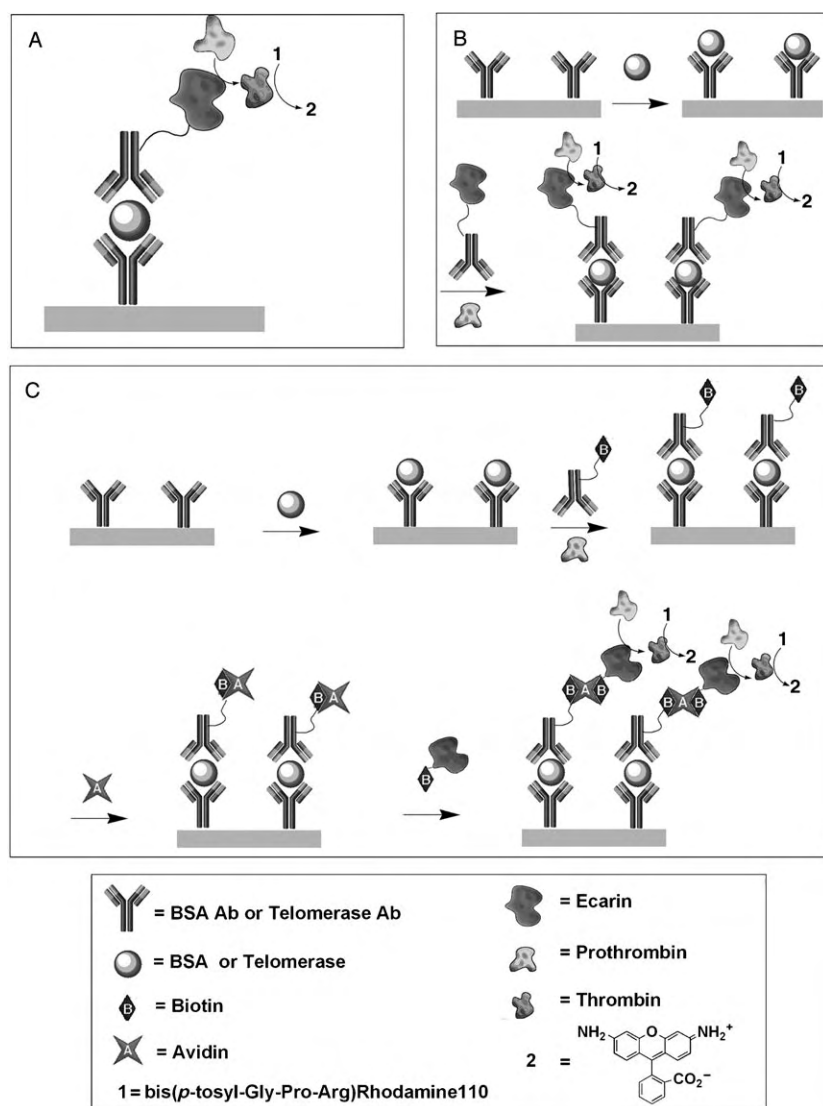 A
1
2
B
1
2
1
2
C
B
B
B
B A
B A
1
2
1
2
B A B
B A B
A
B
= BSA Ab or Telomerase Ab
= Ecarin
= BSA or Telomerase
= Prothrombin
B = Biotin
= Thrombin
A = Avidin
2 = NH₂ O NH₂⁺
CO₂⁻
1 = bis(p-tosyl-Gly-Pro-Arg)Rhodamine110